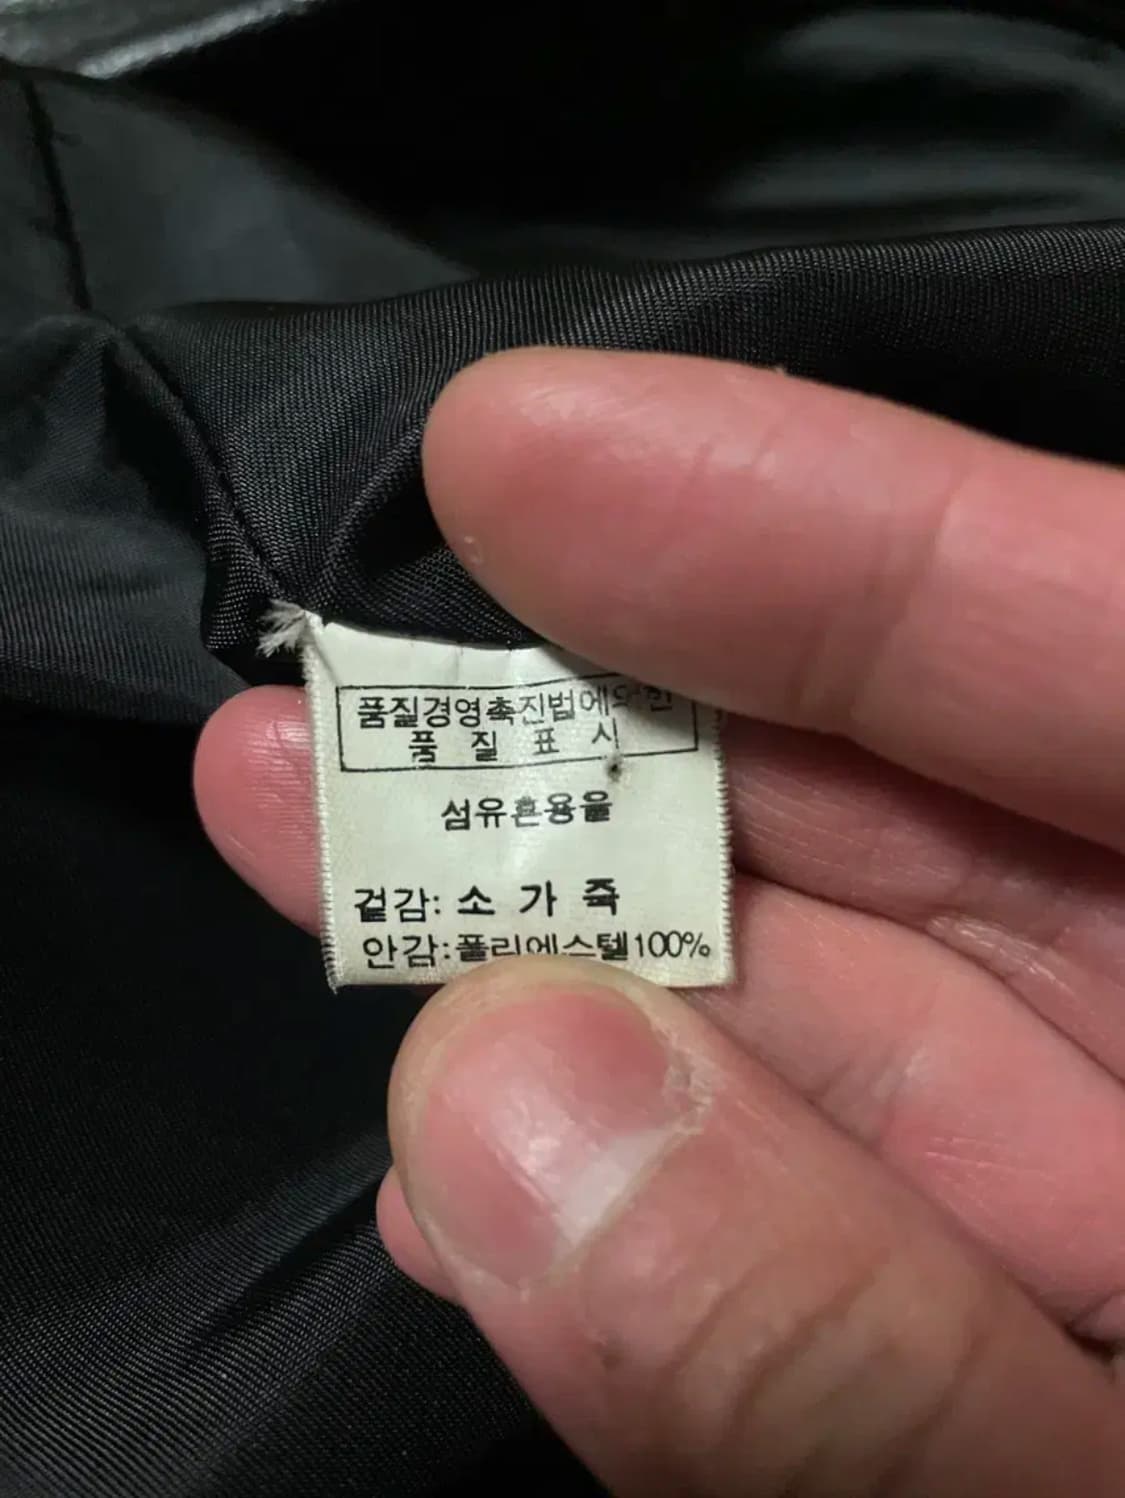 품질경영촉진법에의한
품 질 표 시
섬유혼용율
겉감: 소 가 죽
안감:폴리에스텔100%